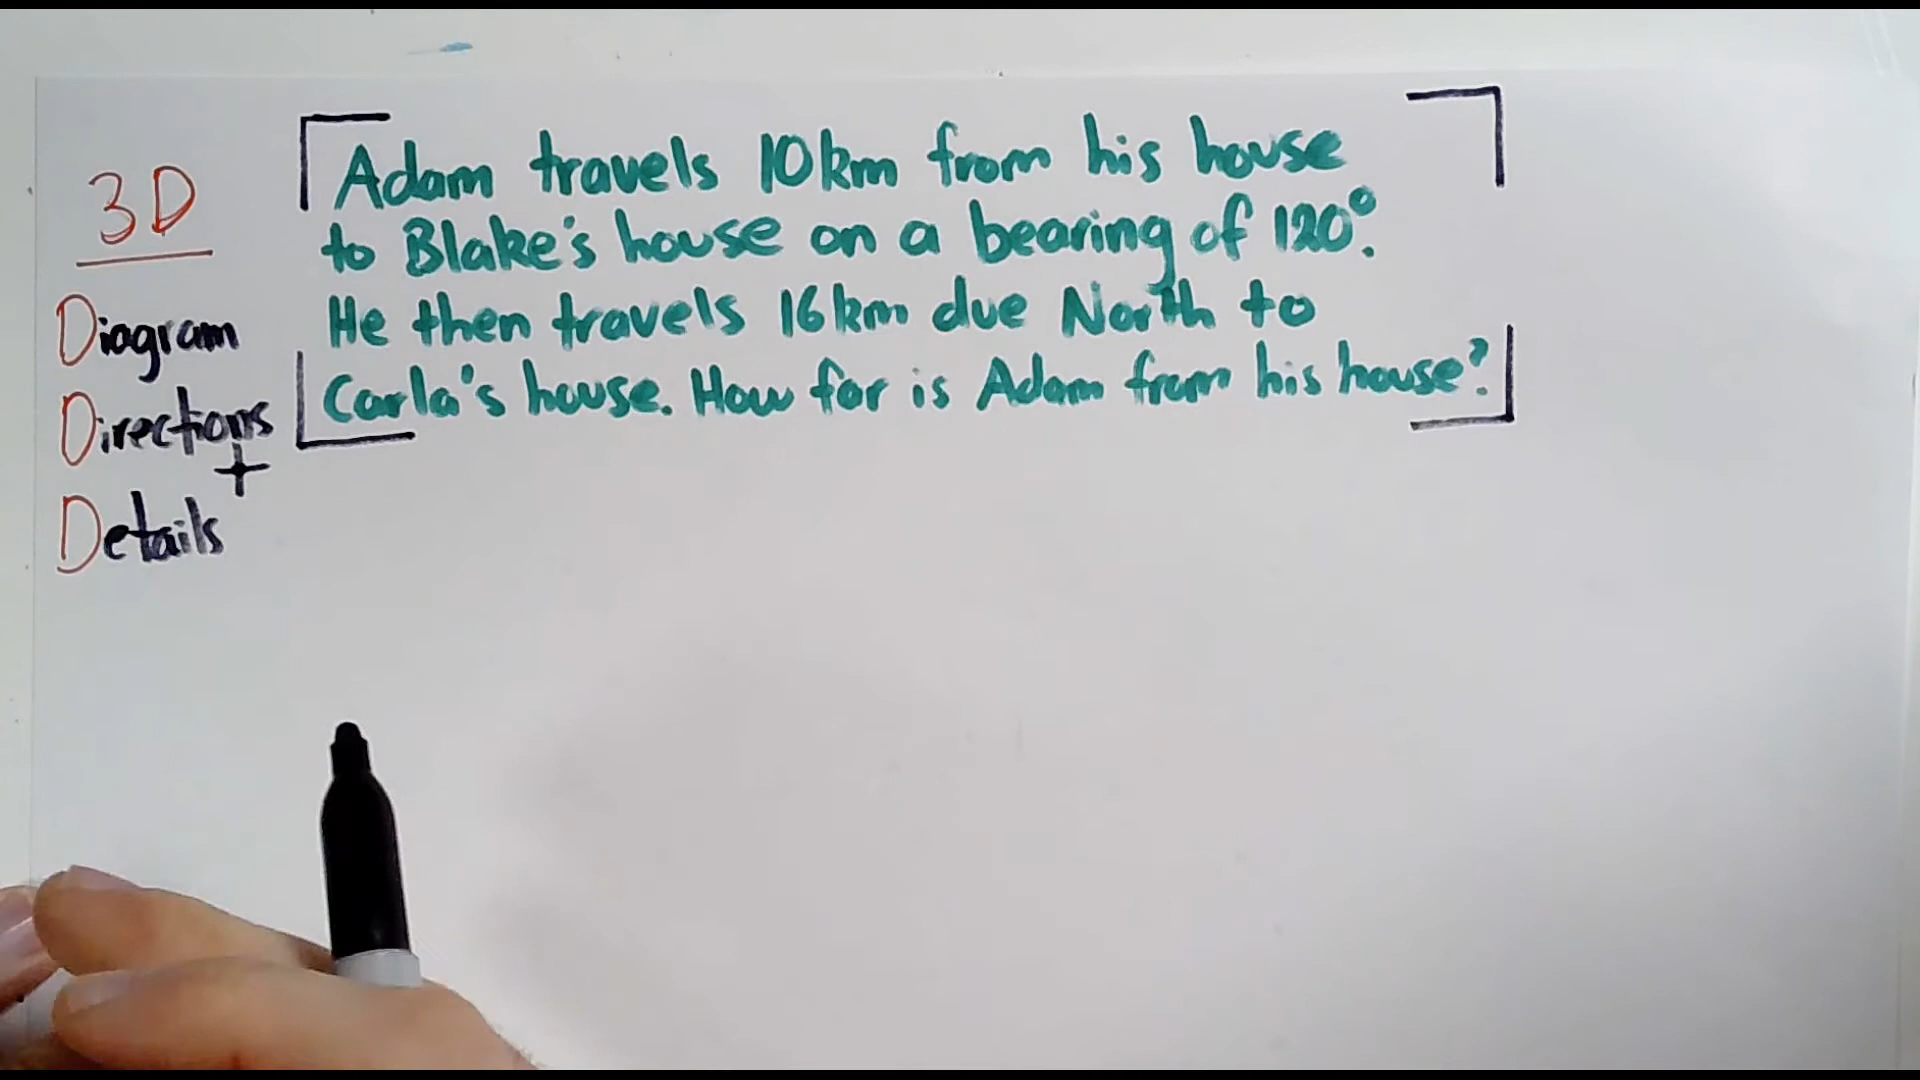 3D
Diagram
Directions
+
Details
Adam travels 10km from his house
to Blake's house on a bearing of 120°.
He then travels 16km due North to
Carla's house. How far is Adam from his house?